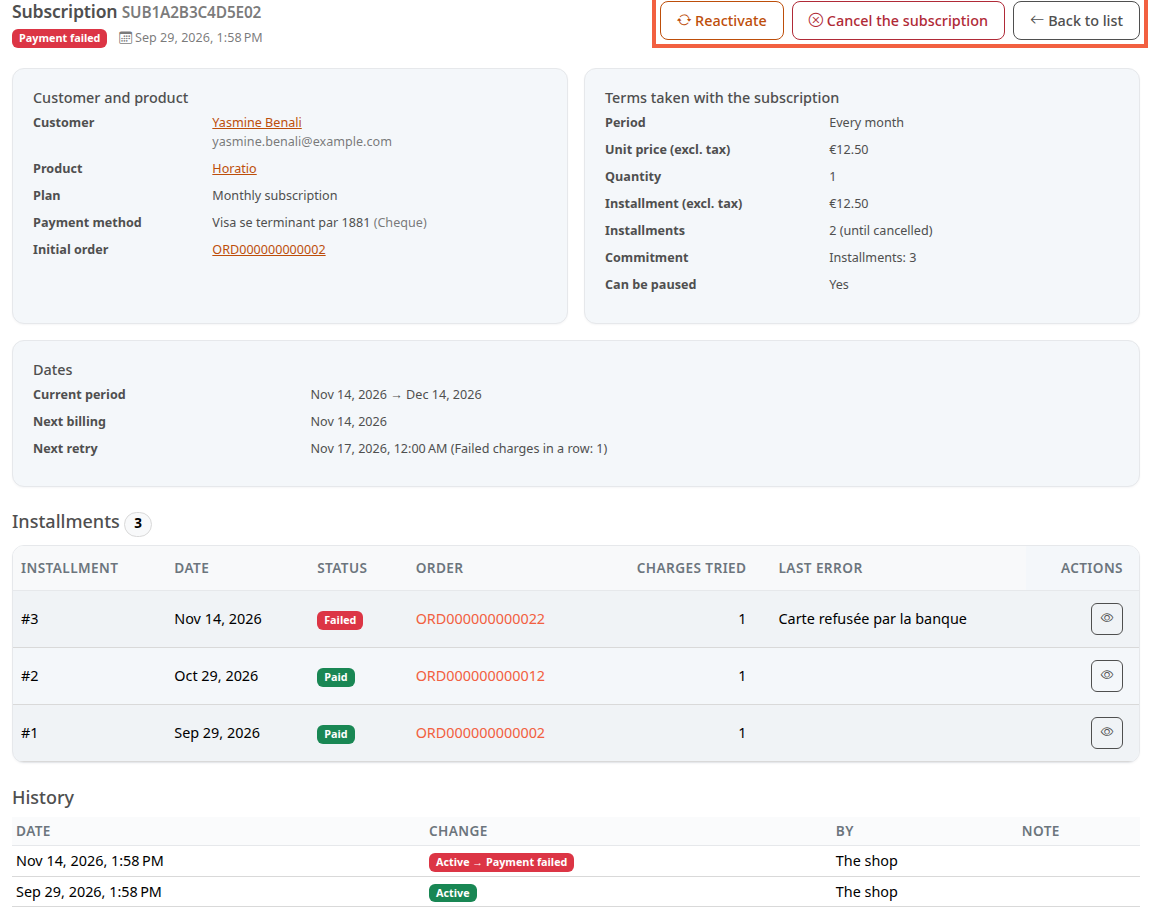 Subscription SUB1A2B3C4D5E02
Reactivate
Cancel the subscription
Back to list
Payment failed Sep 29, 2026, 1:58 PM
Customer and product
Customer Yasmine Benali
yasmine.benali@example.com
Product Horatio
Plan Monthly subscription
Payment method Visa se terminant par 1881 (Cheque)
Initial order ORD000000000002
Terms taken with the subscription
Period Every month
Unit price (excl. tax) €12.50
Quantity 1
Installment (excl. tax) €12.50
Installments 2 (until cancelled)
Commitment Installments: 3
Can be paused Yes
Dates
Current period Nov 14, 2026 → Dec 14, 2026
Next billing Nov 14, 2026
Next retry Nov 17, 2026, 12:00 AM (Failed charges in a row: 1)
Installments 3
INSTALLMENT DATE STATUS ORDER CHARGES TRIED LAST ERROR ACTIONS
#3 Nov 14, 2026 Failed ORD000000000022 1 Carte refusée par la banque
#2 Oct 29, 2026 Paid ORD000000000012 1
#1 Sep 29, 2026 Paid ORD000000000002 1
History
DATE CHANGE BY NOTE
Nov 14, 2026, 1:58 PM Active → Payment failed The shop
Sep 29, 2026, 1:58 PM Active The shop